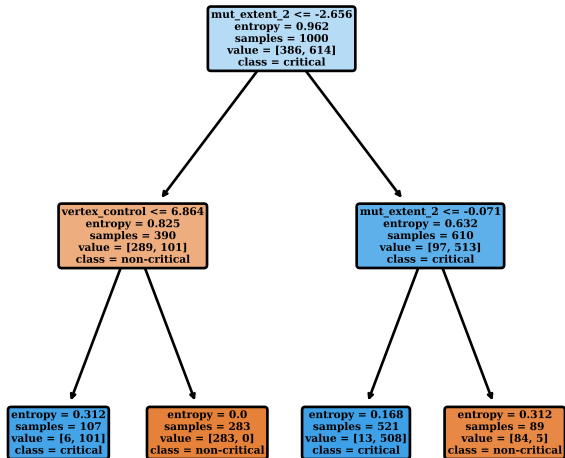 mut_extent_2 <= -2.656
entropy = 0.962
samples = 1000
value = [386, 614]
class = critical
vertex_control <= 6.864
entropy = 0.825
samples = 390
value = [289, 101]
class = non-critical
mut_extent_2 <= -0.071
entropy = 0.632
samples = 610
value = [97, 513]
class = critical
entropy = 0.312
samples = 107
value = [6, 101]
class = critical
entropy = 0.0
samples = 283
value = [283, 0]
class = non-critical
entropy = 0.168
samples = 521
value = [13, 508]
class = critical
entropy = 0.312
samples = 89
value = [84, 5]
class = non-critical